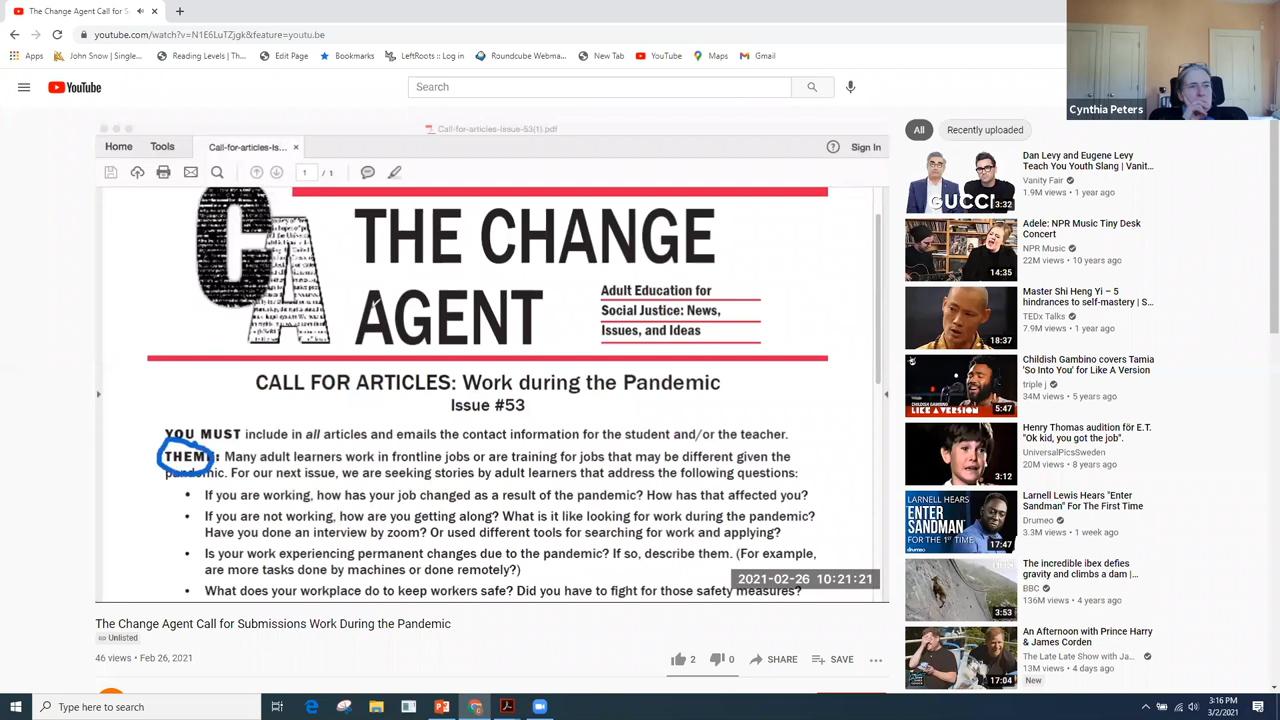 The Change Agent Call for S
youtube.com/watch?v=N1E6LuTZjgk&feature=youtu.be
Apps
John Snow | Single...
Reading Levels | Th...
Edit Page
Bookmarks
LeftRoots :: Log in
Roundcube Webma...
New Tab
YouTube
Maps
Gmail
YouTube
Search
Cynthia Peters
Call-for-articles-issue-53(1).pdf
Home
Tools
Call-for-articles-Is...
Sign In
1 / 1
CA
THE CHANGE
AGENT
Adult Education for
Social Justice: News,
Issues, and Ideas
CALL FOR ARTICLES: Work during the Pandemic
Issue #53
YOU MUST include in all articles and emails the contact information for the student and/or the teacher.
THEME: Many adult learners work in frontline jobs or are training for jobs that may be different given the
pandemic. For our next issue, we are seeking stories by adult learners that address the following questions:
• If you are working, how has your job changed as a result of the pandemic? How has that affected you?
• If you are not working, how are you getting along? What is it like looking for work during the pandemic?
Have you done an interview by zoom? Or used different tools for searching for work and applying?
• Is your work experiencing permanent changes due to the pandemic? If so, describe them. (For example,
are more tasks done by machines or done remotely?)
• What does your workplace do to keep workers safe? Did you have to fight for those safety measures?
2021-02-26 10:21:21
The Change Agent Call for Submissions Work During the Pandemic
Unlisted
46 views • Feb 26, 2021
2
0
SHARE
SAVE
All
Recently uploaded
GUCCI
3:32
Dan Levy and Eugene Levy
Teach You Youth Slang | Vanit...
Vanity Fair
1.9M views • 1 year ago
14:35
Adele: NPR Music Tiny Desk
Concert
NPR Music
22M views • 10 years ago
18:37
Master Shi Heng Yi – 5
hindrances to self-mastery | S...
TEDx Talks
7.9M views • 1 year ago
LIKE A VERSION
5:47
Childish Gambino covers Tamia
'So Into You' for Like A Version
triple j
34M views • 5 years ago
3:12
Henry Thomas audition för E.T.
"Ok kid, you got the job".
UniversalPicsSweden
20M views • 8 years ago
LARNELL HEARS
ENTER
SANDMAN
FOR THE 1ST TIME
drumeo
17:47
Larnell Lewis Hears "Enter
Sandman" For The First Time
Drumeo
3.3M views • 1 week ago
3:53
The incredible ibex defies
gravity and climbs a dam |...
BBC
136M views • 4 years ago
17:04
An Afternoon with Prince Harry
& James Corden
The Late Late Show with Ja...
13M views • 4 days ago
New
Type here to search
3:16 PM
3/2/2021